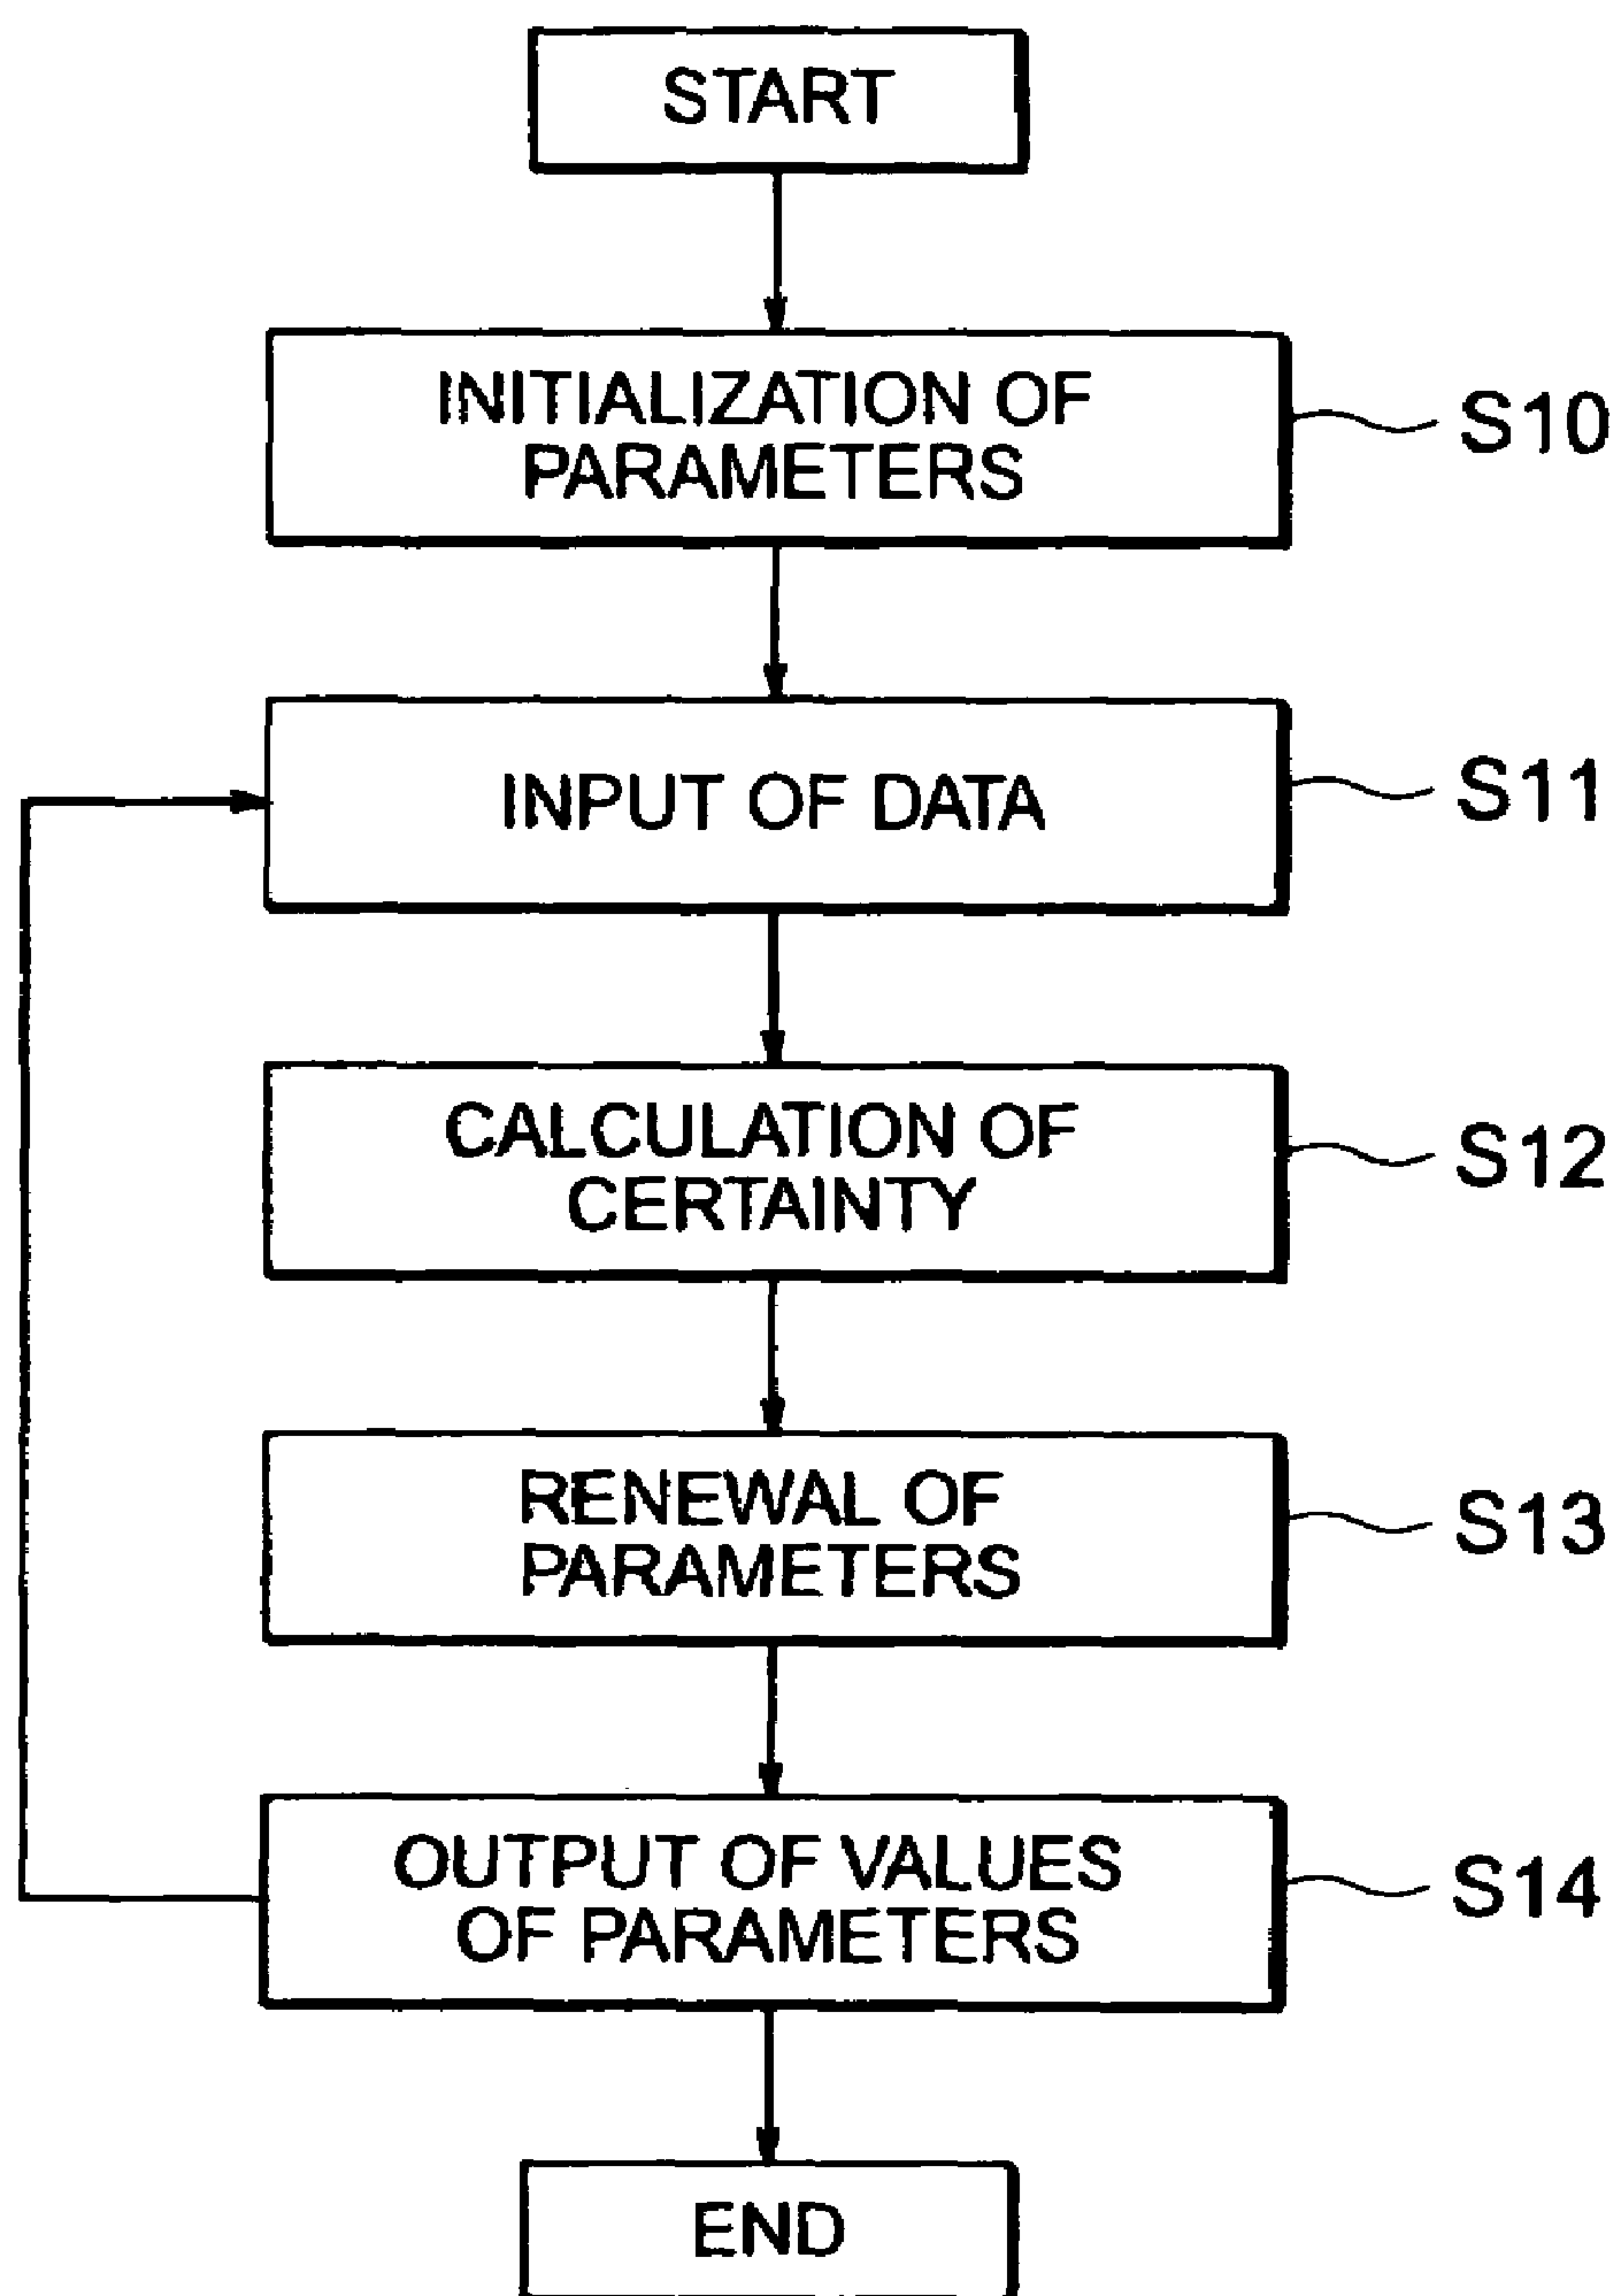 START
INITIALIZATION OF
PARAMETERS
S10
INPUT OF DATA
S11
CALCULATION OF
CERTAINTY
S12
RENEWAL OF
PARAMETERS
S13
OUTPUT OF VALUES
OF PARAMETERS
S14
END